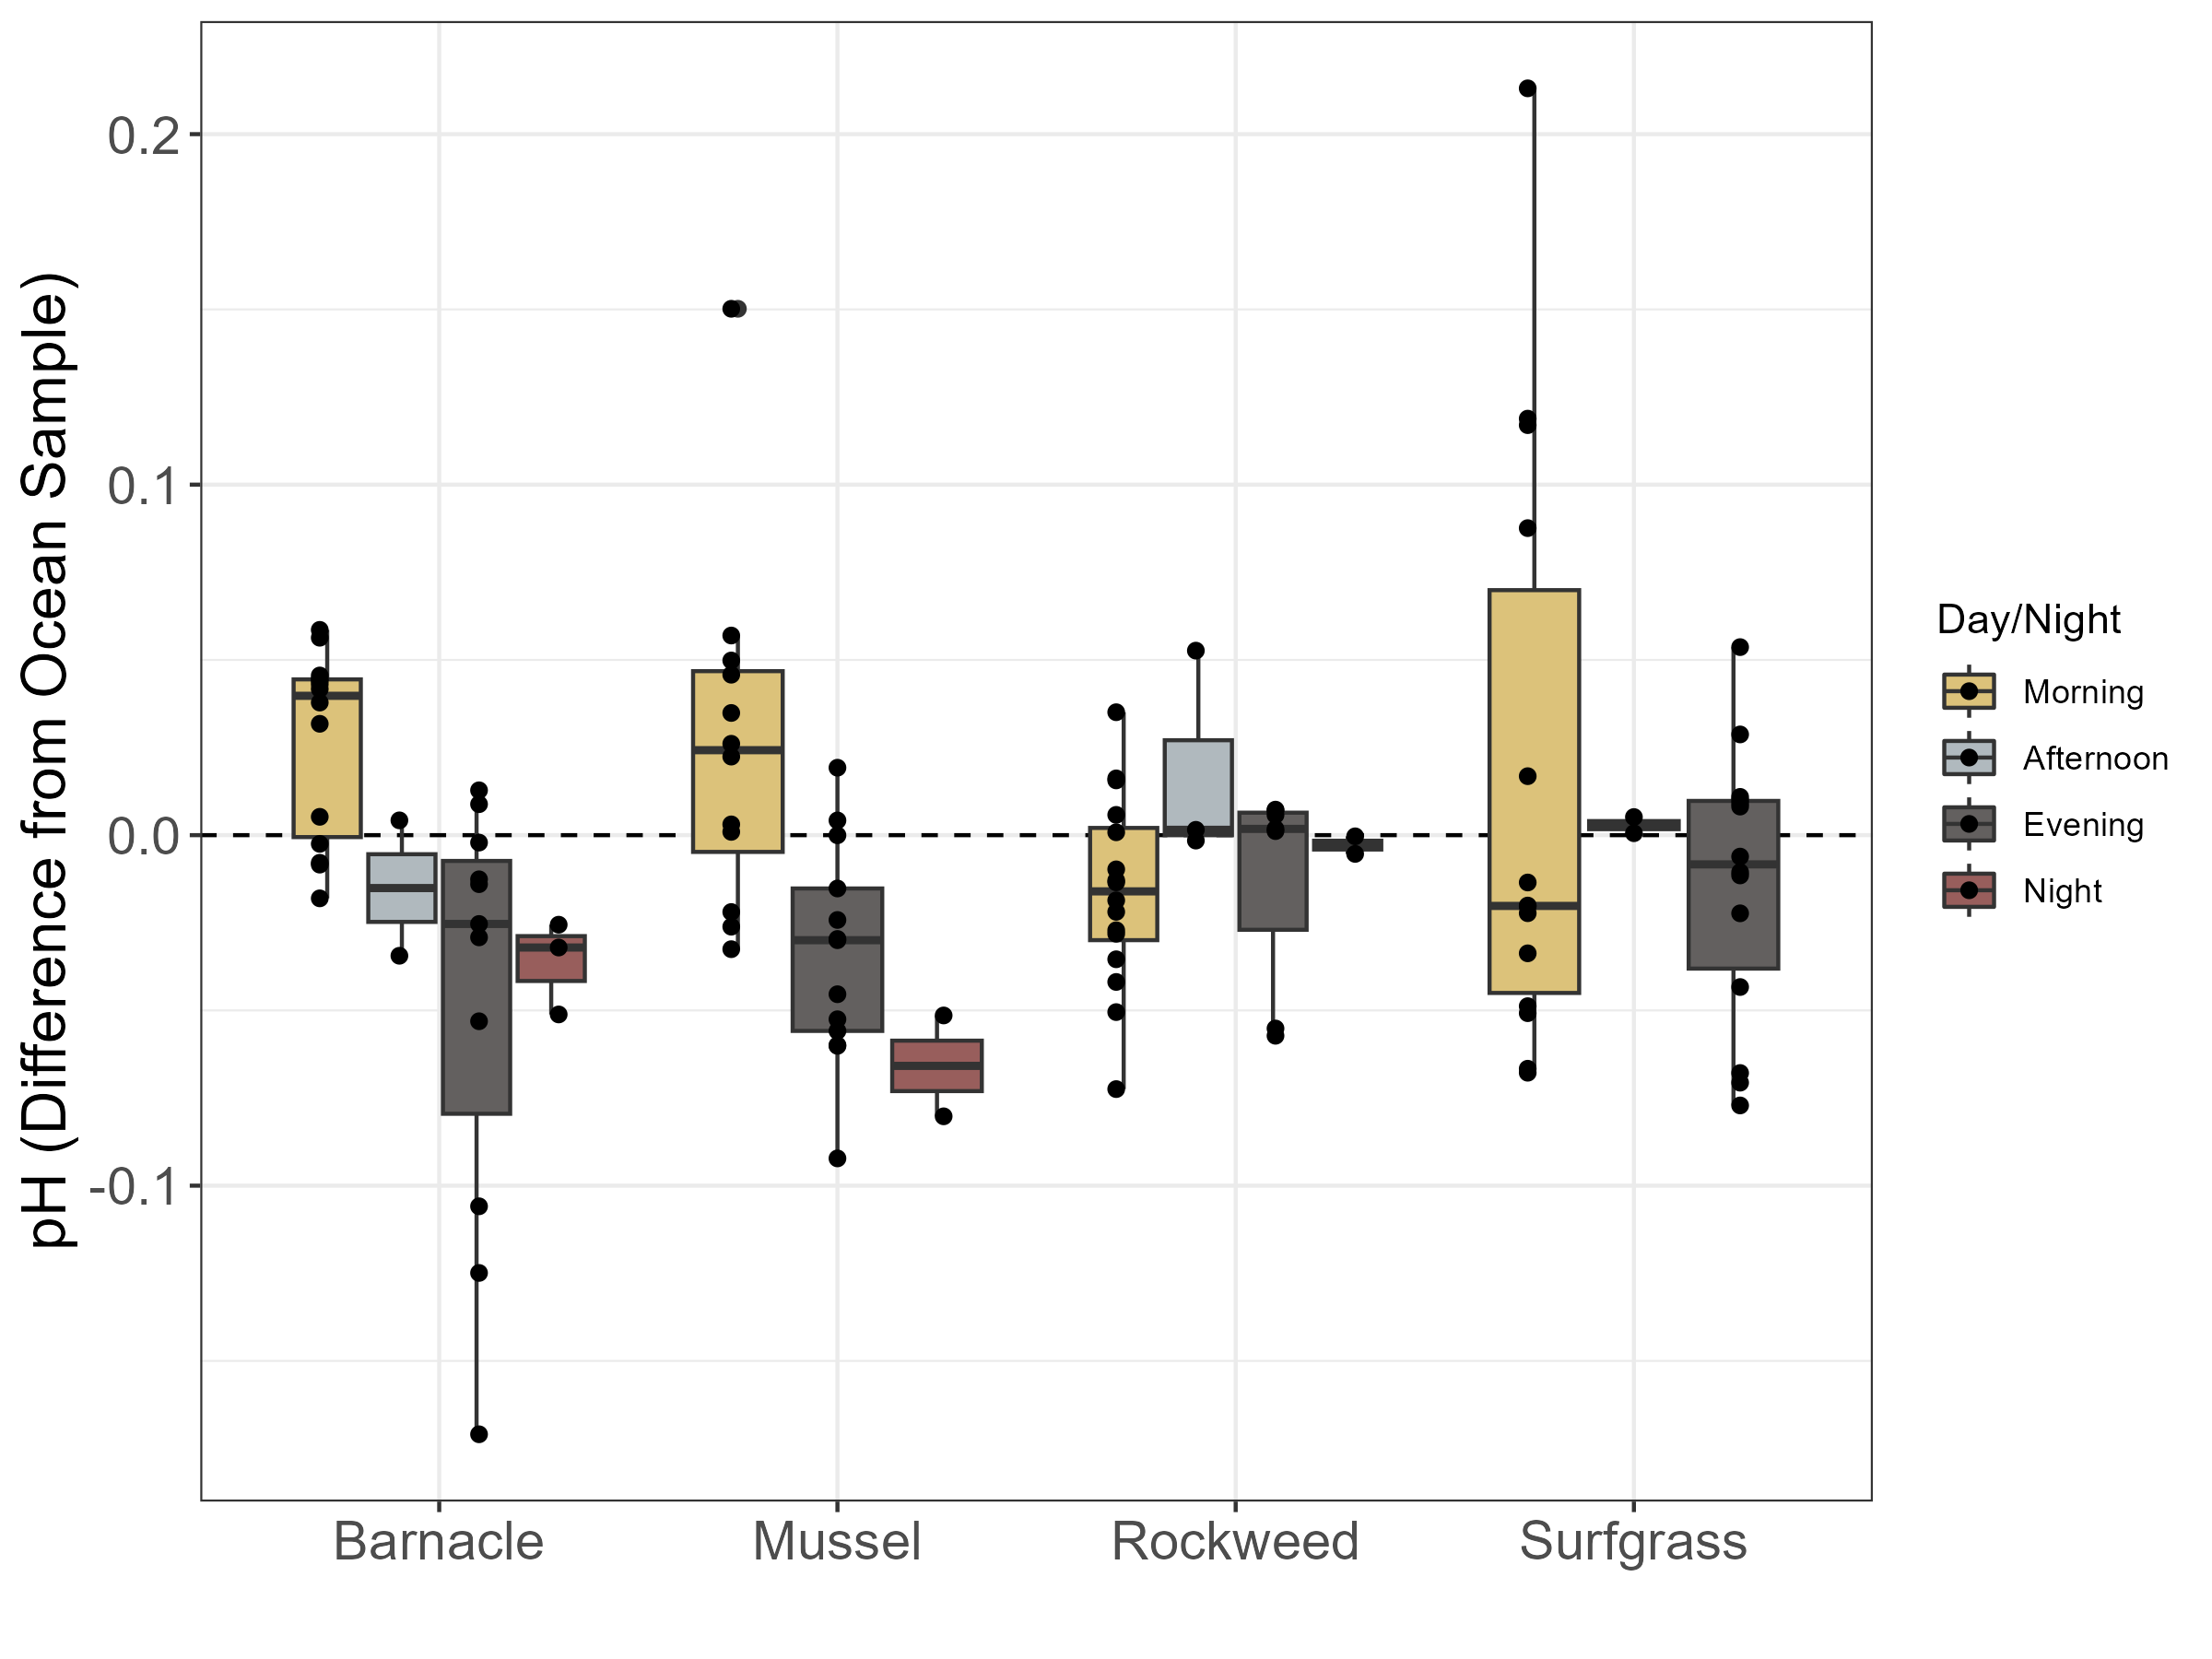 pH (Difference from Ocean Sample)
0.2
0.1
0.0
-0.1
Barnacle
Mussel
Rockweed
Surfgrass
Day/Night
Morning
Afternoon
Evening
Night